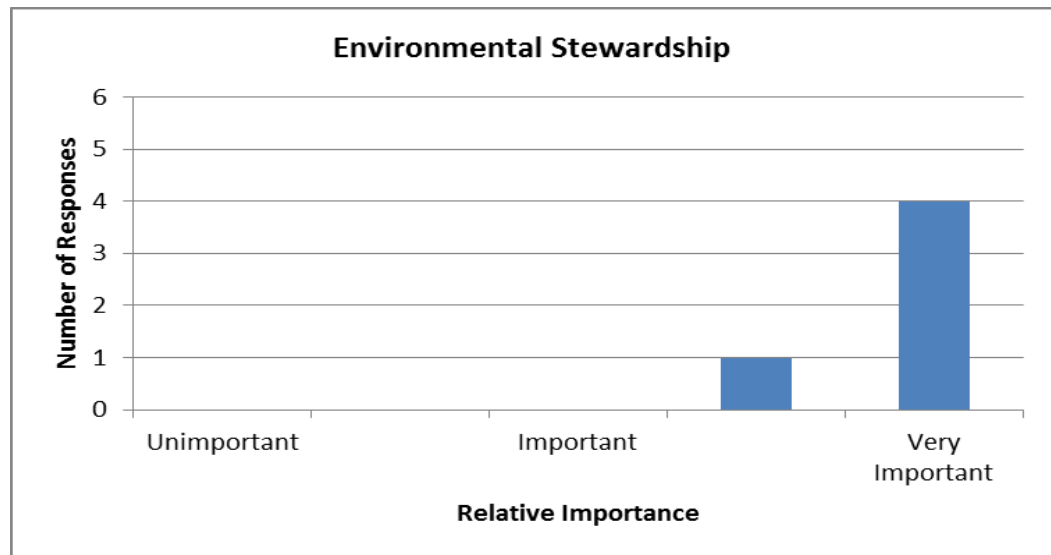 Environmental Stewardship
6
5
4
3
2
1
0
Number of Responses
Unimportant
Important
Very
Important
Relative Importance